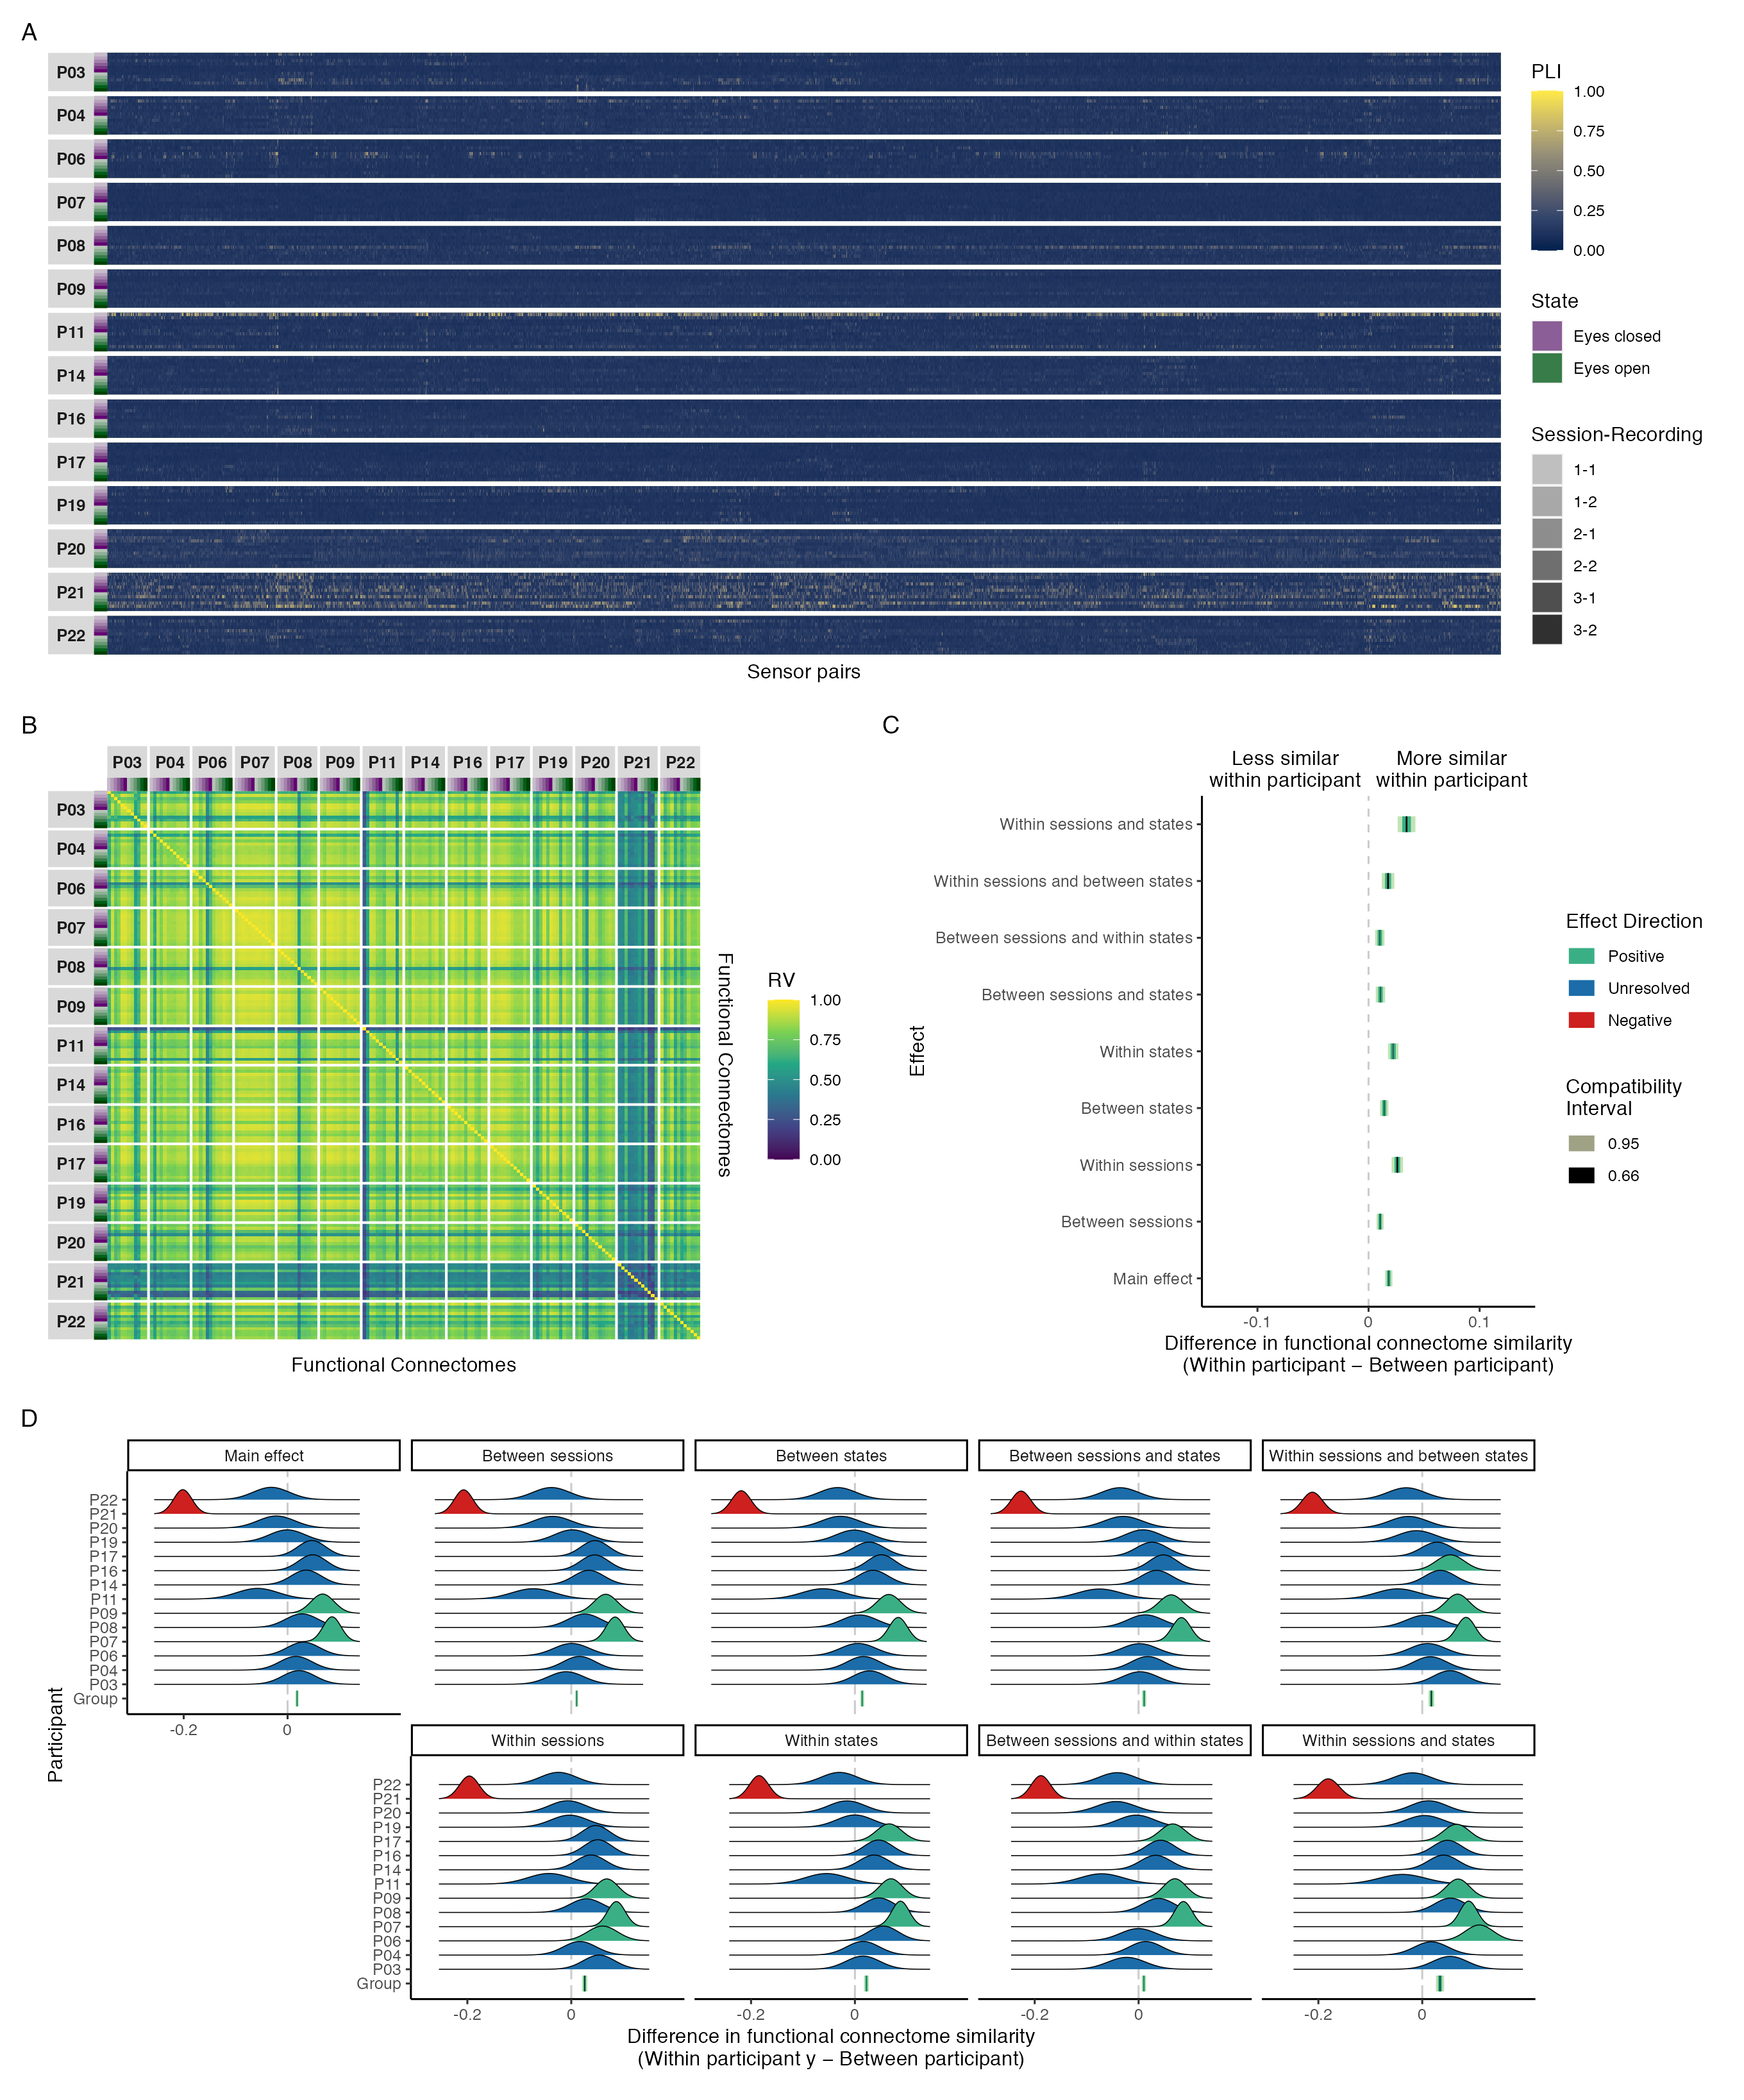 A
P03
P04
P06
P07
P08
P09
P11
P14
P16
P17
P19
P20
P21
P22
Sensor pairs
PLI
1.00
0.75
0.50
0.25
0.00
State
Eyes closed
Eyes open
Session-Recording
1-1
1-2
2-1
2-2
3-1
3-2
B
P03 P04 P06 P07 P08 P09 P11 P14 P16 P17 P19 P20 P21 P22
P03
P04
P06
P07
P08
P09
P11
P14
P16
P17
P19
P20
P21
P22
Functional Connectomes
Functional Connectomes
RV
1.00
0.75
0.50
0.25
0.00
C
Less similar
within participant
More similar
within participant
Effect
Within sessions and states
Within sessions and between states
Between sessions and within states
Between sessions and states
Within states
Between states
Within sessions
Between sessions
Main effect
-0.1 0 0.1
Difference in functional connectome similarity
(Within participant − Between participant)
Effect Direction
Positive
Unresolved
Negative
Compatibility
Interval
0.95
0.66
D
Main effect
Between sessions
Between states
Between sessions and states
Within sessions and between states
Participant
P22
P21
P20
P19
P17
P16
P14
P11
P09
P08
P07
P06
P04
P03
Group
-0.2 0
Within sessions
Within states
Between sessions and within states
Within sessions and states
P22
P21
P20
P19
P17
P16
P14
P11
P09
P08
P07
P06
P04
P03
Group
-0.2 0 -0.2 0 -0.2 0 -0.2 0
Difference in functional connectome similarity
(Within participant y − Between participant)